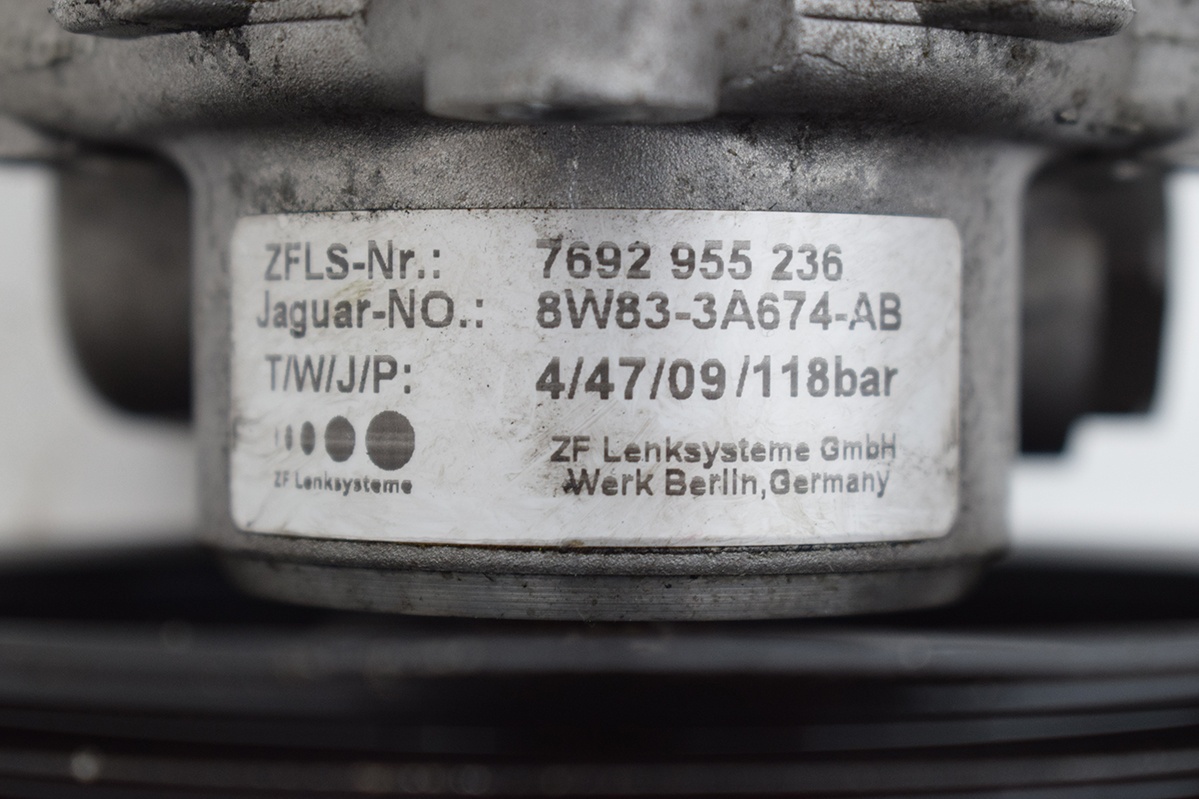 ZFLS-Nr.: 7692 955 236
Jaguar-NO.: 8W83-3A674-AB
T/W/J/P: 4/47/09/118bar
ZF Lenksysteme
ZF Lenksysteme GmbH
Werk Berlin,Germany